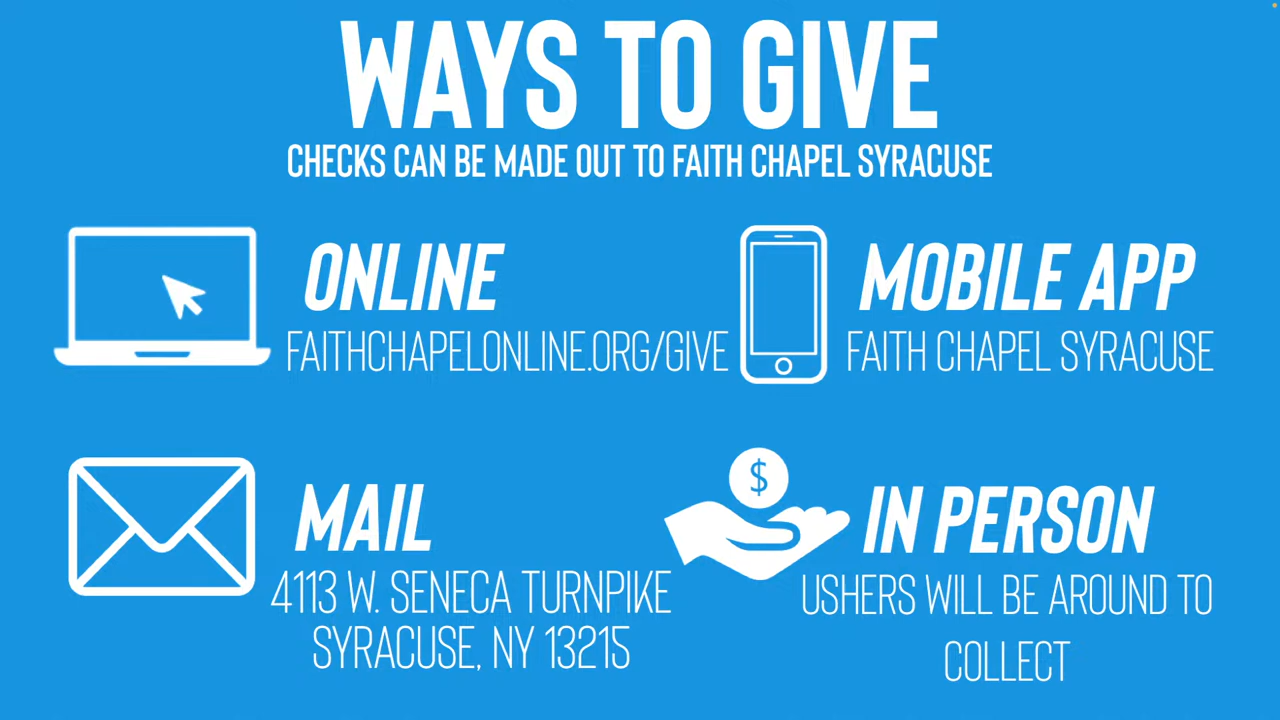 WAYS TO GIVE
CHECKS CAN BE MADE OUT TO FAITH CHAPEL SYRACUSE
ONLINE
FAITHCHAPELONLINE.ORG/GIVE
MOBILE APP
FAITH CHAPEL SYRACUSE
MAIL
4113 W. SENECA TURNPIKE
SYRACUSE, NY 13215
$
IN PERSON
USHERS WILL BE AROUND TO
COLLECT